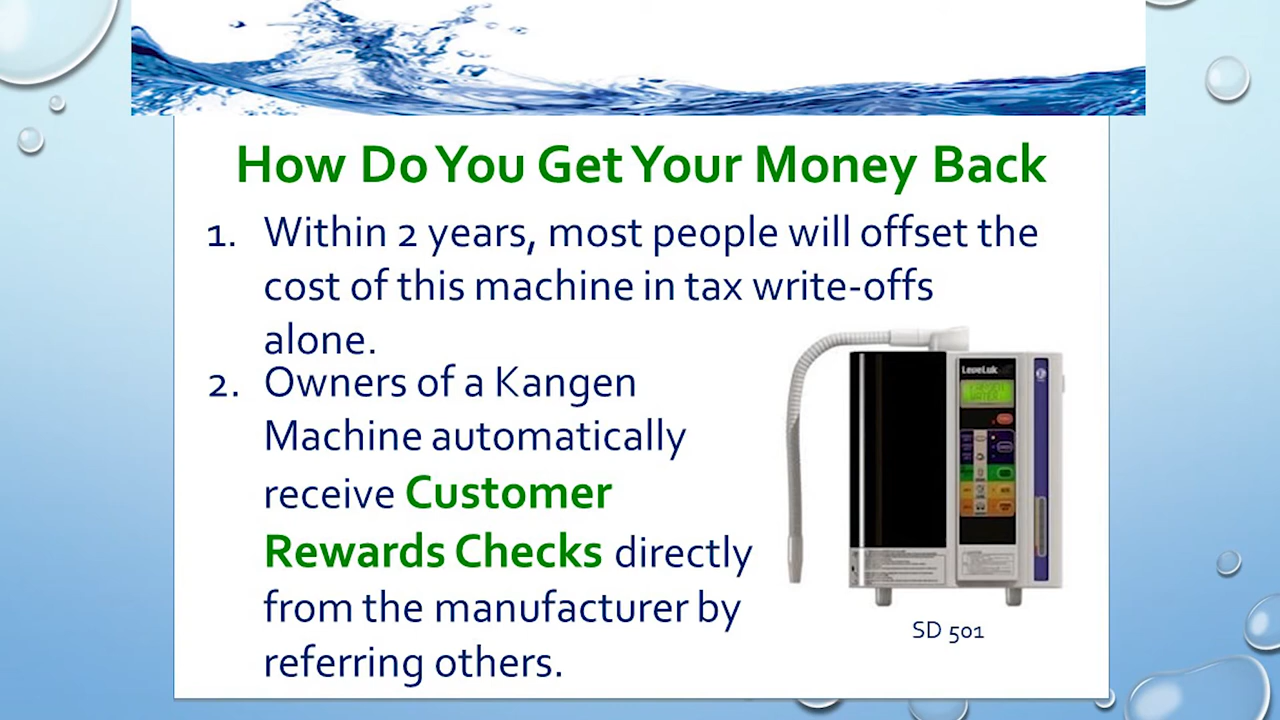 How Do You Get Your Money Back
1. Within 2 years, most people will offset the
cost of this machine in tax write-offs
alone.
2. Owners of a Kangen
Machine automatically
receive Customer
Rewards Checks directly
from the manufacturer by
referring others.
LeveLuk
SD 501